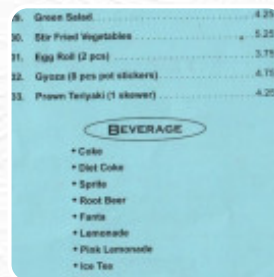 Green Salad 4.25
30. Stir Fried Vegetables 5.25
31. Egg Roll (2 pcs) 3.75
32. Gyoza (8 pcs pot stickers) 4.75
33. Prawn Teriyaki (1 skewer) 4.25
BEVERAGE
• Coke
• Diet Coke
• Sprite
• Root Beer
• Fanta
• Lemonade
• Pink Lemonade
• Ice Tea